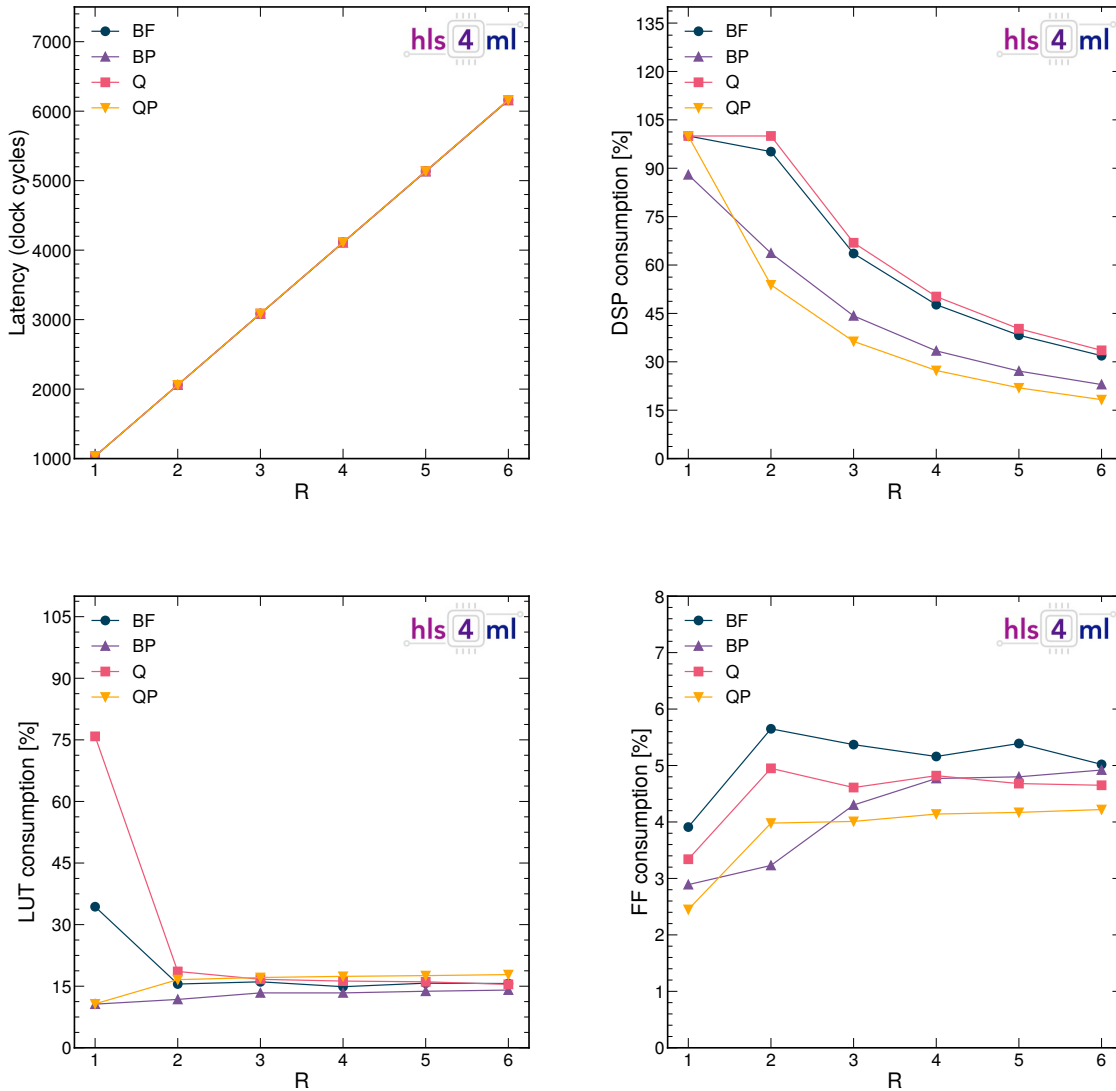 7000
6000
5000
4000
3000
2000
1000
Latency (clock cycles)
BF
BP
Q
QP
hls 4 ml
1 2 3 4 5 6
R
135
120
105
90
75
60
45
30
15
0
DSP consumption [%]
BF
BP
Q
QP
hls 4 ml
1 2 3 4 5 6
R
105
90
75
60
45
30
15
0
LUT consumption [%]
BF
BP
Q
QP
hls 4 ml
1 2 3 4 5 6
R
8
7
6
5
4
3
2
1
0
FF consumption [%]
BF
BP
Q
QP
hls 4 ml
1 2 3 4 5 6
R